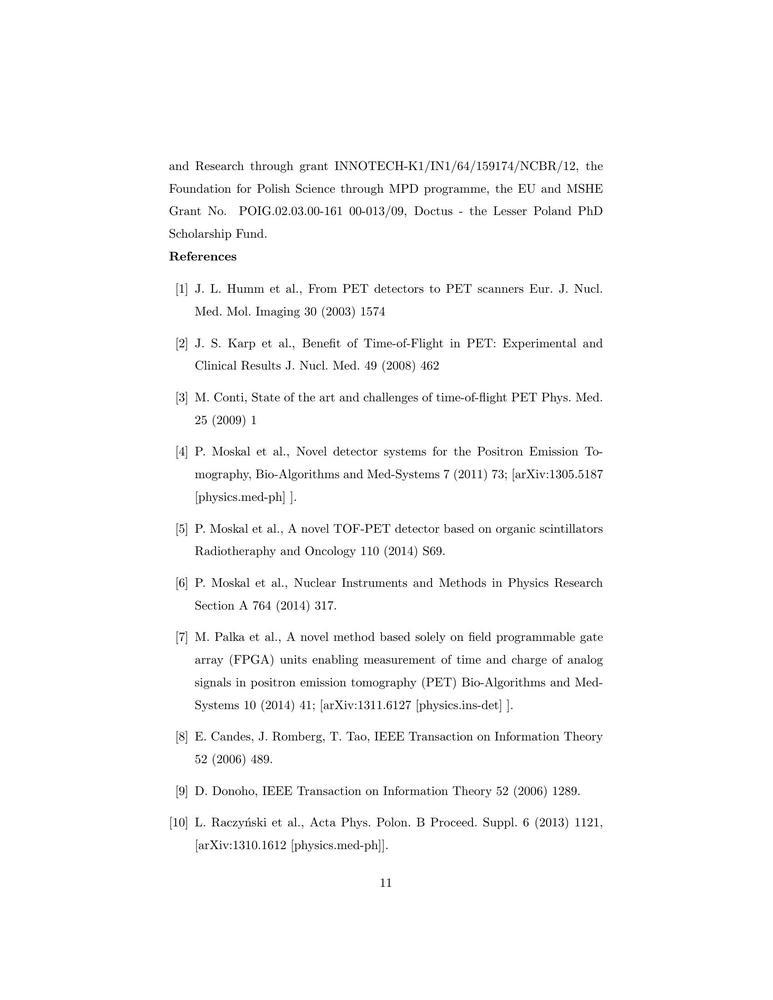 and Research through grant INNOTECH-K1/IN1/64/159174/NCBR/12, the
Foundation for Polish Science through MPD programme, the EU and MSHE
Grant No. POIG.02.03.00-161 00-013/09, Doctus - the Lesser Poland PhD
Scholarship Fund.
References
[1] J. L. Humm et al., From PET detectors to PET scanners Eur. J. Nucl.
Med. Mol. Imaging 30 (2003) 1574
[2] J. S. Karp et al., Benefit of Time-of-Flight in PET: Experimental and
Clinical Results J. Nucl. Med. 49 (2008) 462
[3] M. Conti, State of the art and challenges of time-of-flight PET Phys. Med.
25 (2009) 1
[4] P. Moskal et al., Novel detector systems for the Positron Emission To-
mography, Bio-Algorithms and Med-Systems 7 (2011) 73; [arXiv:1305.5187
[physics.med-ph] ].
[5] P. Moskal et al., A novel TOF-PET detector based on organic scintillators
Radiotheraphy and Oncology 110 (2014) S69.
[6] P. Moskal et al., Nuclear Instruments and Methods in Physics Research
Section A 764 (2014) 317.
[7] M. Palka et al., A novel method based solely on field programmable gate
array (FPGA) units enabling measurement of time and charge of analog
signals in positron emission tomography (PET) Bio-Algorithms and Med-
Systems 10 (2014) 41; [arXiv:1311.6127 [physics.ins-det] ].
[8] E. Candes, J. Romberg, T. Tao, IEEE Transaction on Information Theory
52 (2006) 489.
[9] D. Donoho, IEEE Transaction on Information Theory 52 (2006) 1289.
[10] L. Raczyński et al., Acta Phys. Polon. B Proceed. Suppl. 6 (2013) 1121,
[arXiv:1310.1612 [physics.med-ph]].
11